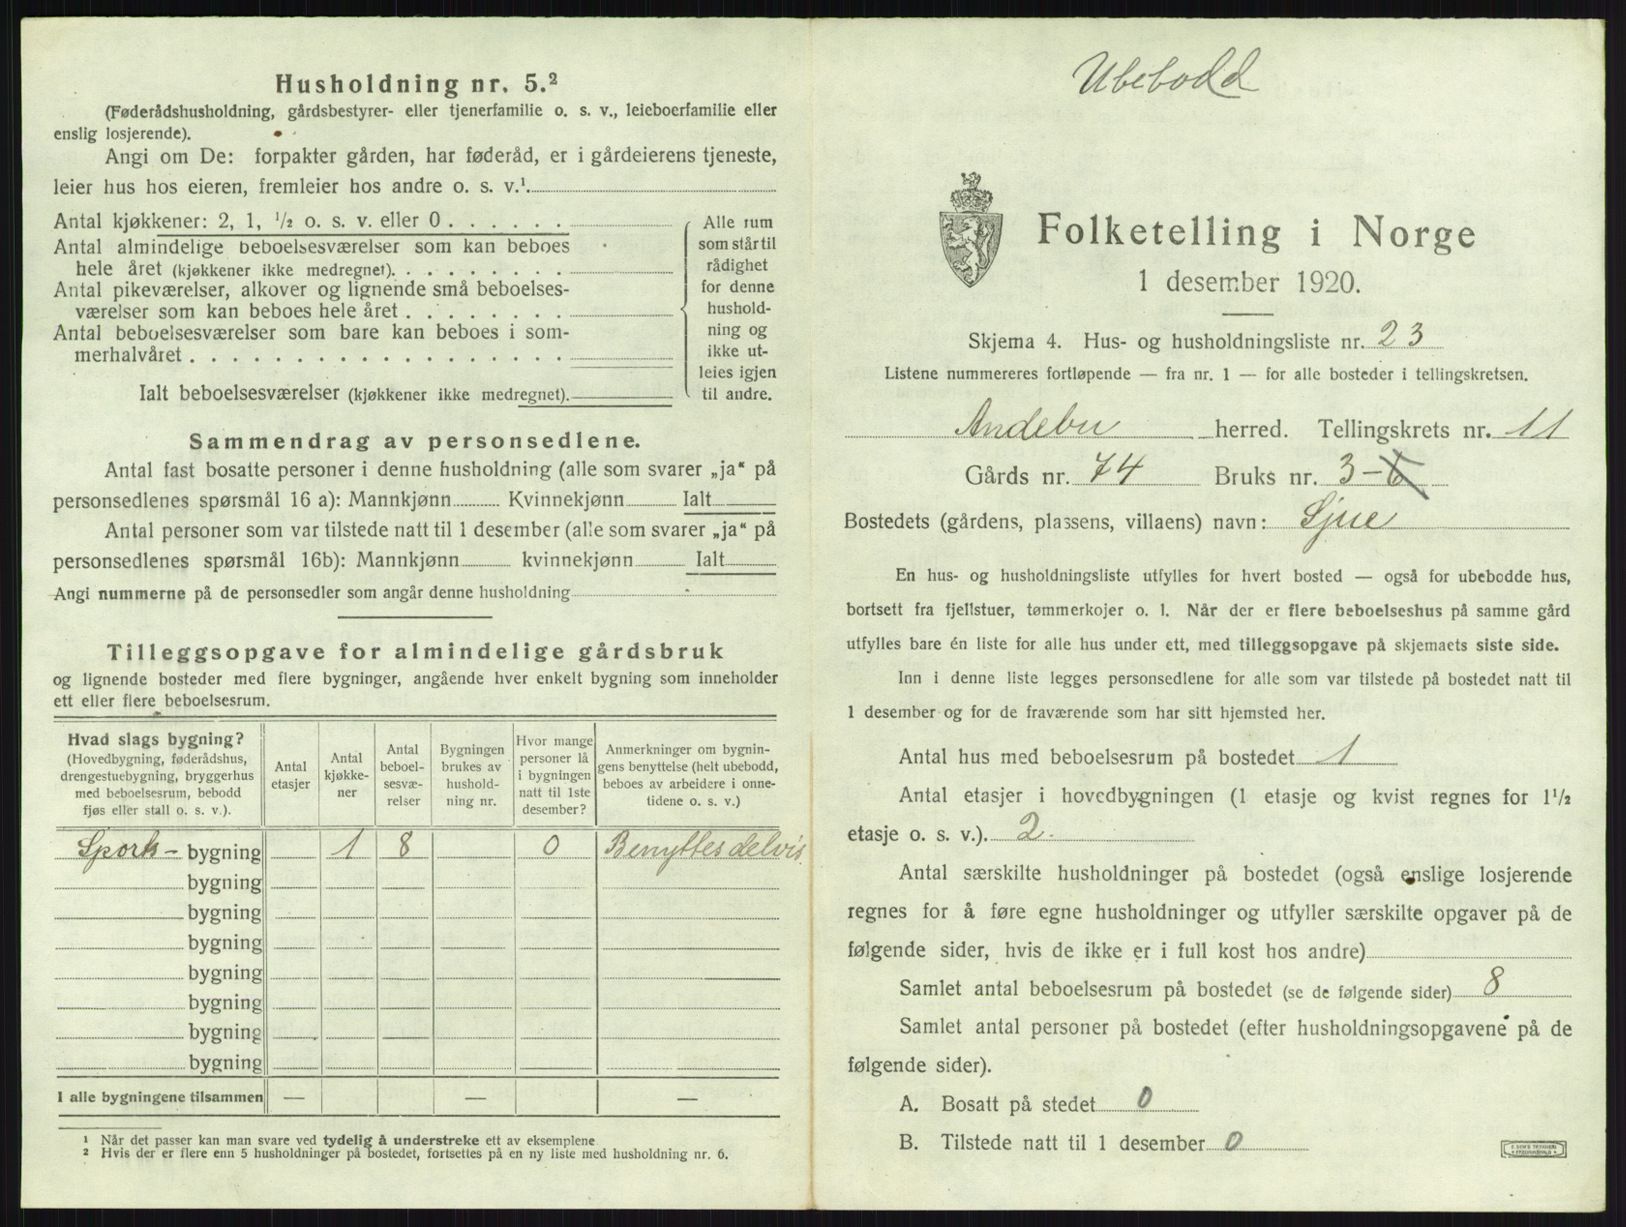 Husholdning nr. 5.²
(Føderådshusholdning, gårdsbestyrer- eller tjenerfamilie o. s. v., leieboerfamilie eller
enslig losjerende).
Angi om De: forpakter gården, har føderåd, er i gårdeierens tjeneste,
leier hus hos eieren, fremleier hos andre o. s. v.¹
Antal kjøkkener: 2, 1, ½ o. s. v. eller 0
Antal almindelige beboelsesværelser som kan beboes
hele året (kjøkkener ikke medregnet).
Antal pikeværelser, alkover og lignende små beboelses-
værelser som kan beboes hele året
Antal beboelsesværelser som bare kan beboes i som-
merhalvåret
Ialt beboelsesværelser (kjøkkener ikke medregnet).
Alle rum
som står til
rådighet
for denne
hushold-
ning og
ikke ut-
leies igjen
til andre.
Sammendrag av personsedlene.
Antal fast bosatte personer i denne husholdning (alle som svarer „ja“ på
personsedlenes spørsmål 16 a): Mannkjønn Kvinnekjønn Ialt
Antal personer som var tilstede natt til 1 desember (alle som svarer „ja“ på
personsedlenes spørsmål 16b): Mannkjønn kvinnekjønn Ialt
Angi nummerne på de personsedler som angår denne husholdning
Tilleggsopgave for almindelige gårdsbruk
og lignende bosteder med flere bygninger, angående hver enkelt bygning som inneholder
ett eller flere beboelsesrum.
Hvad slags bygning?
(Hovedbygning, føderådshus,
drengestuebygning, bryggerhus
med beboelsesrum, beboedd
fjøs eller stall o. s. v.).
Antal
etasjer
Antal
kjøkke-
ner
Antal
beboel-
sesvæ-
relser
Bygningen
brukes av
hushold-
ning nr.
Hvor mange
personer lå
i bygningen
natt til 1ste
desember?
Anmerkninger om bygnin-
gens benyttelse (helt ubebodd,
beboes av arbeidere i onne-
tidene o. s. v.)
Sports- bygning 1 8 0 Benyttes delvis.
bygning
bygning
bygning
bygning
bygning
bygning
bygning
I alle bygningene tilsammen — — —
¹ Når det passer kan man svare ved tydelig å understreke ett av eksemplene.
² Hvis der er flere enn 5 husholdninger på bostedet, fortsettes på en ny liste med husholdning nr. 6.
Ubebodd
Folketelling i Norge
1 desember 1920.
Skjema 4. Hus- og husholdningsliste nr. 23
Listene nummereres fortløpende — fra nr. 1 — for alle bosteder i tellingskretsen.
Andebu herred. Tellingskrets nr. 11
Gårds nr. 74 Bruks nr. 3-6
Bostedets (gårdens, plassens, villaens) navn: Sjue
En hus- og husholdningsliste utfylles for hvert bosted — også for ubebodde hus,
bortsett fra fjellstuer, tømmerkojer o. l. Når der er flere beboelseshus på samme gård
utfylles bare én liste for alle hus under ett, med tilleggsopgave på skjemaets siste side.
Inn i denne liste legges personsedlene for alle som var tilstede på bostedet natt til
1 desember og for de fraværende som har sitt hjemsted her.
Antal hus med beboelsesrum på bostedet 1
Antal etasjer i hovedbygningen (1 etasje og kvist regnes for 1½
etasje o. s. v.). 2.
Antal særskilte husholdninger på bostedet (også enslige losjerende
regnes for å føre egne husholdninger og utfyller særskilte opgaver på de
følgende sider, hvis de ikke er i full kost hos andre)
Samlet antal beboelsesrum på bostedet (se de følgende sider) 8
Samlet antal personer på bostedet (efter husholdningsopgavene på de
følgende sider).
A. Bosatt på stedet 0
B. Tilstede natt til 1 desember 0